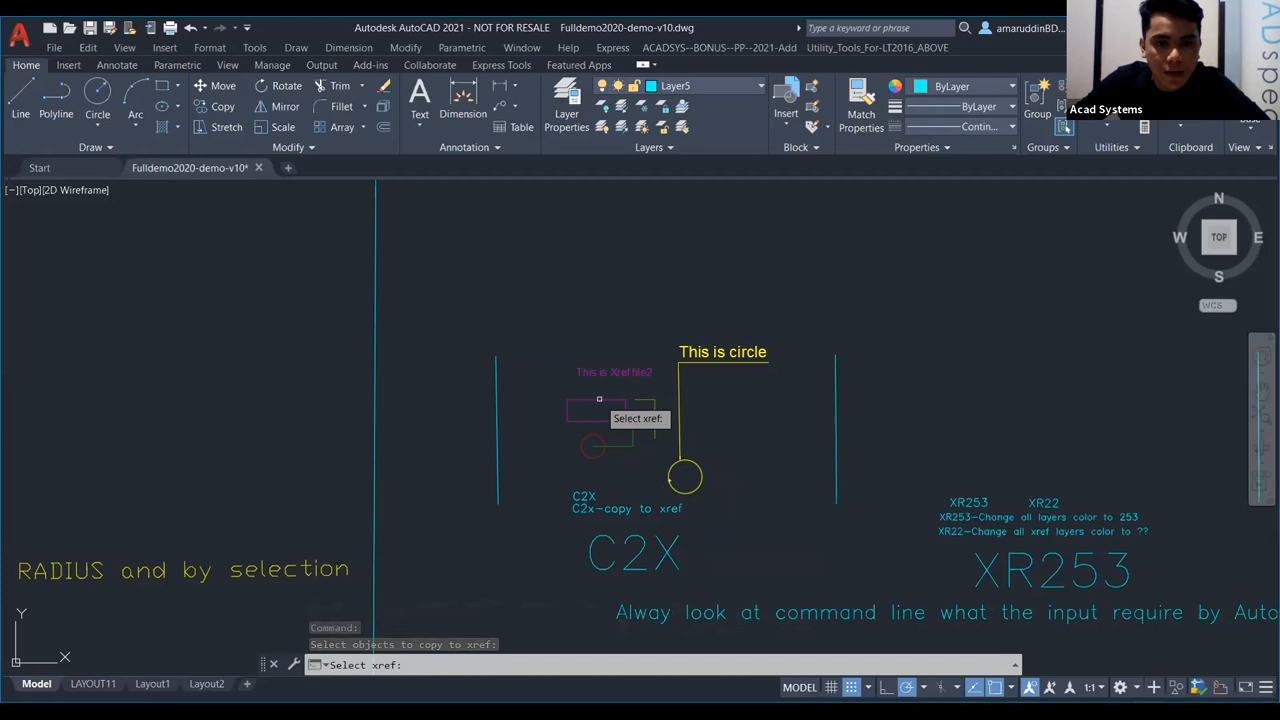 Autodesk AutoCAD 2021 - NOT FOR RESALE Fulldemo2020-demo-v10.dwg
Type a keyword or phrase
amaruddinBD...
File Edit View Insert Format Tools Draw Dimension Modify Parametric Window Help Express ACADSYS--BONUS--PP--2021-Add Utility_Tools_For-LT2016_ABOVE
Home Insert Annotate Parametric View Manage Output Add-ins Collaborate Express Tools Featured Apps
Acad Systems
Line Polyline Circle Arc
Move Rotate Trim
Copy Mirror Fillet
Stretch Scale Array
Text Dimension
Table
Layer Properties
Layer5
Insert
Match Properties
ByLayer
ByLayer
Contin...
Group
Draw Modify Annotation Layers Block Properties Groups Utilities Clipboard View
Start Fulldemo2020-demo-v10*
[−][Top][2D Wireframe]
N
W TOP E
S
WCS
This is circle
This is Xref file2
Select xref:
C2X
C2x-copy to xref
C2X
XR253 XR22
XR253-Change all layers color to 253
XR22-Change all xref layers color to ??
XR253
RADIUS and by selection
Alway look at command line what the input require by Auto
Y
X
Command:
Select objects to copy to xref:
Select xref:
Model LAYOUT11 Layout1 Layout2
MODEL
1:1